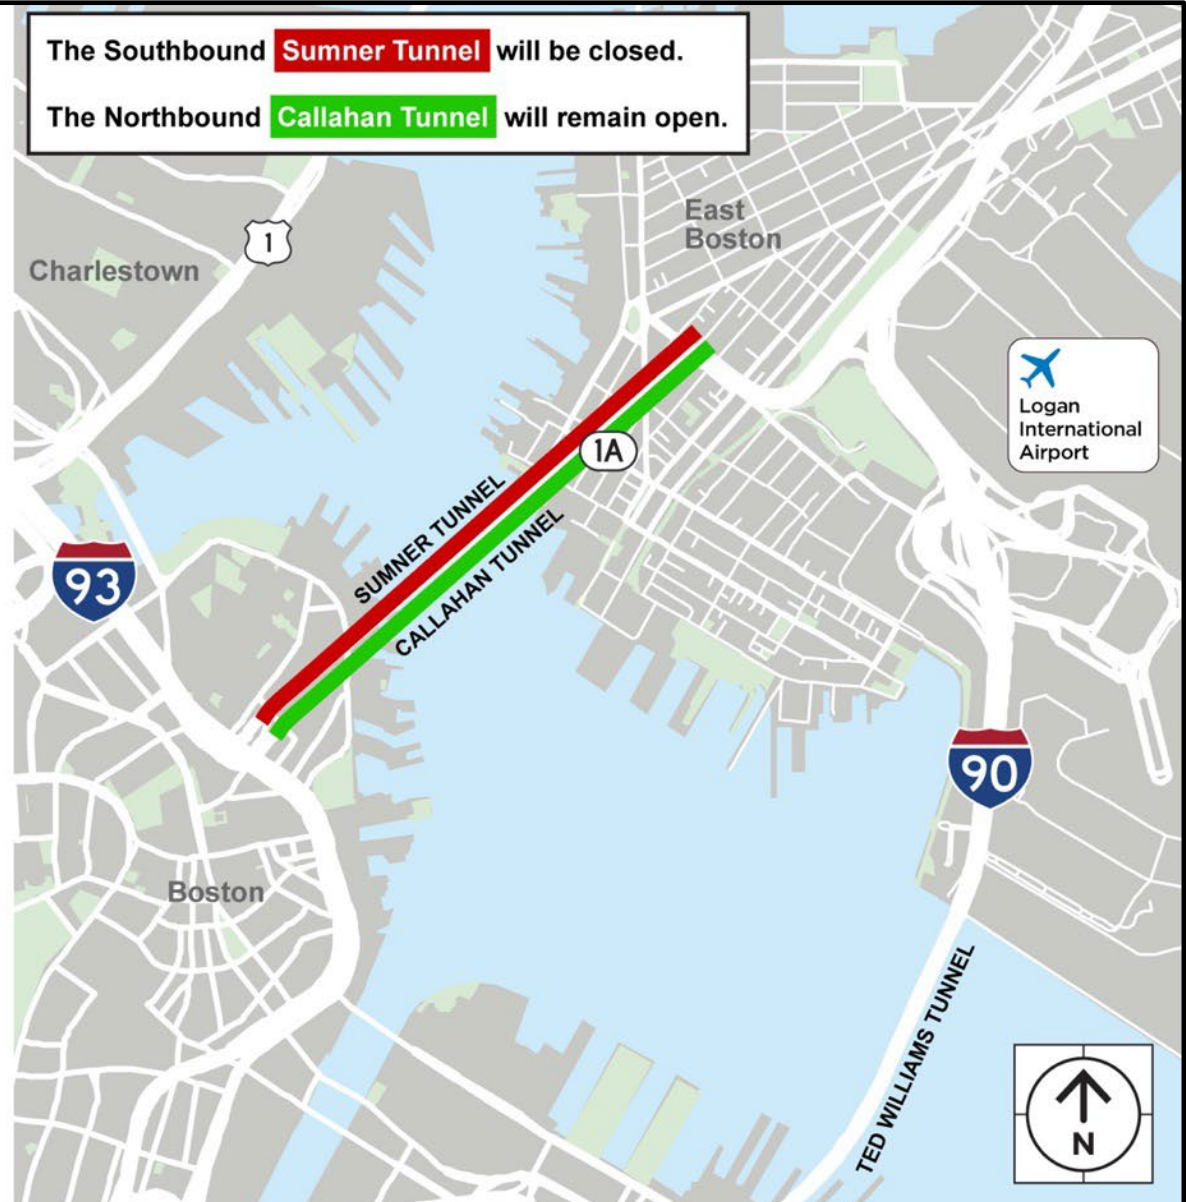 The Southbound Sumner Tunnel will be closed.
The Northbound Callahan Tunnel will remain open.
East
Boston
1
Charlestown
Logan
International
Airport
1A
SUMNER TUNNEL
CALLAHAN TUNNEL
93
90
Boston
TED WILLIAMS TUNNEL
N